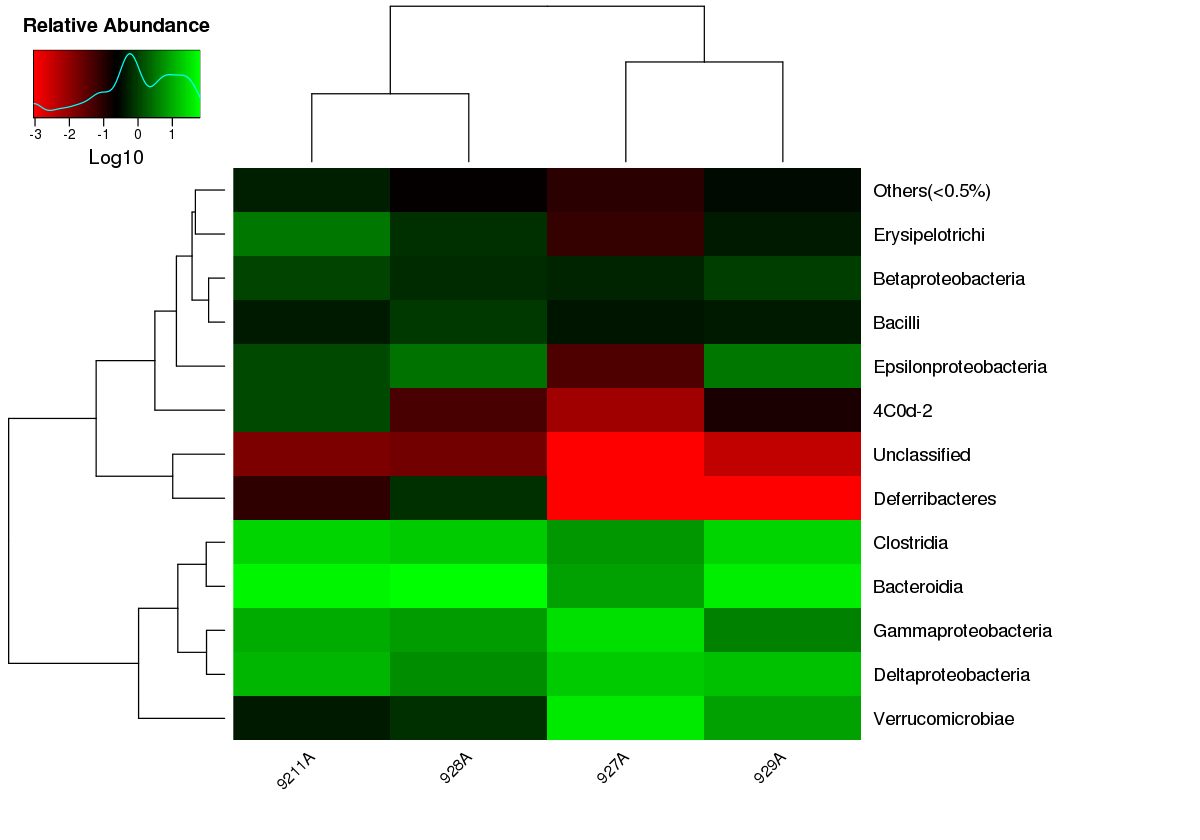 Relative Abundance
-3 -2 -1 0 1
Log10
Others(<0.5%)
Erysipelotrichi
Betaproteobacteria
Bacilli
Epsilonproteobacteria
4C0d-2
Unclassified
Deferribacteres
Clostridia
Bacteroidia
Gammaproteobacteria
Deltaproteobacteria
Verrucomicrobiae
9211A 928A 927A 929A